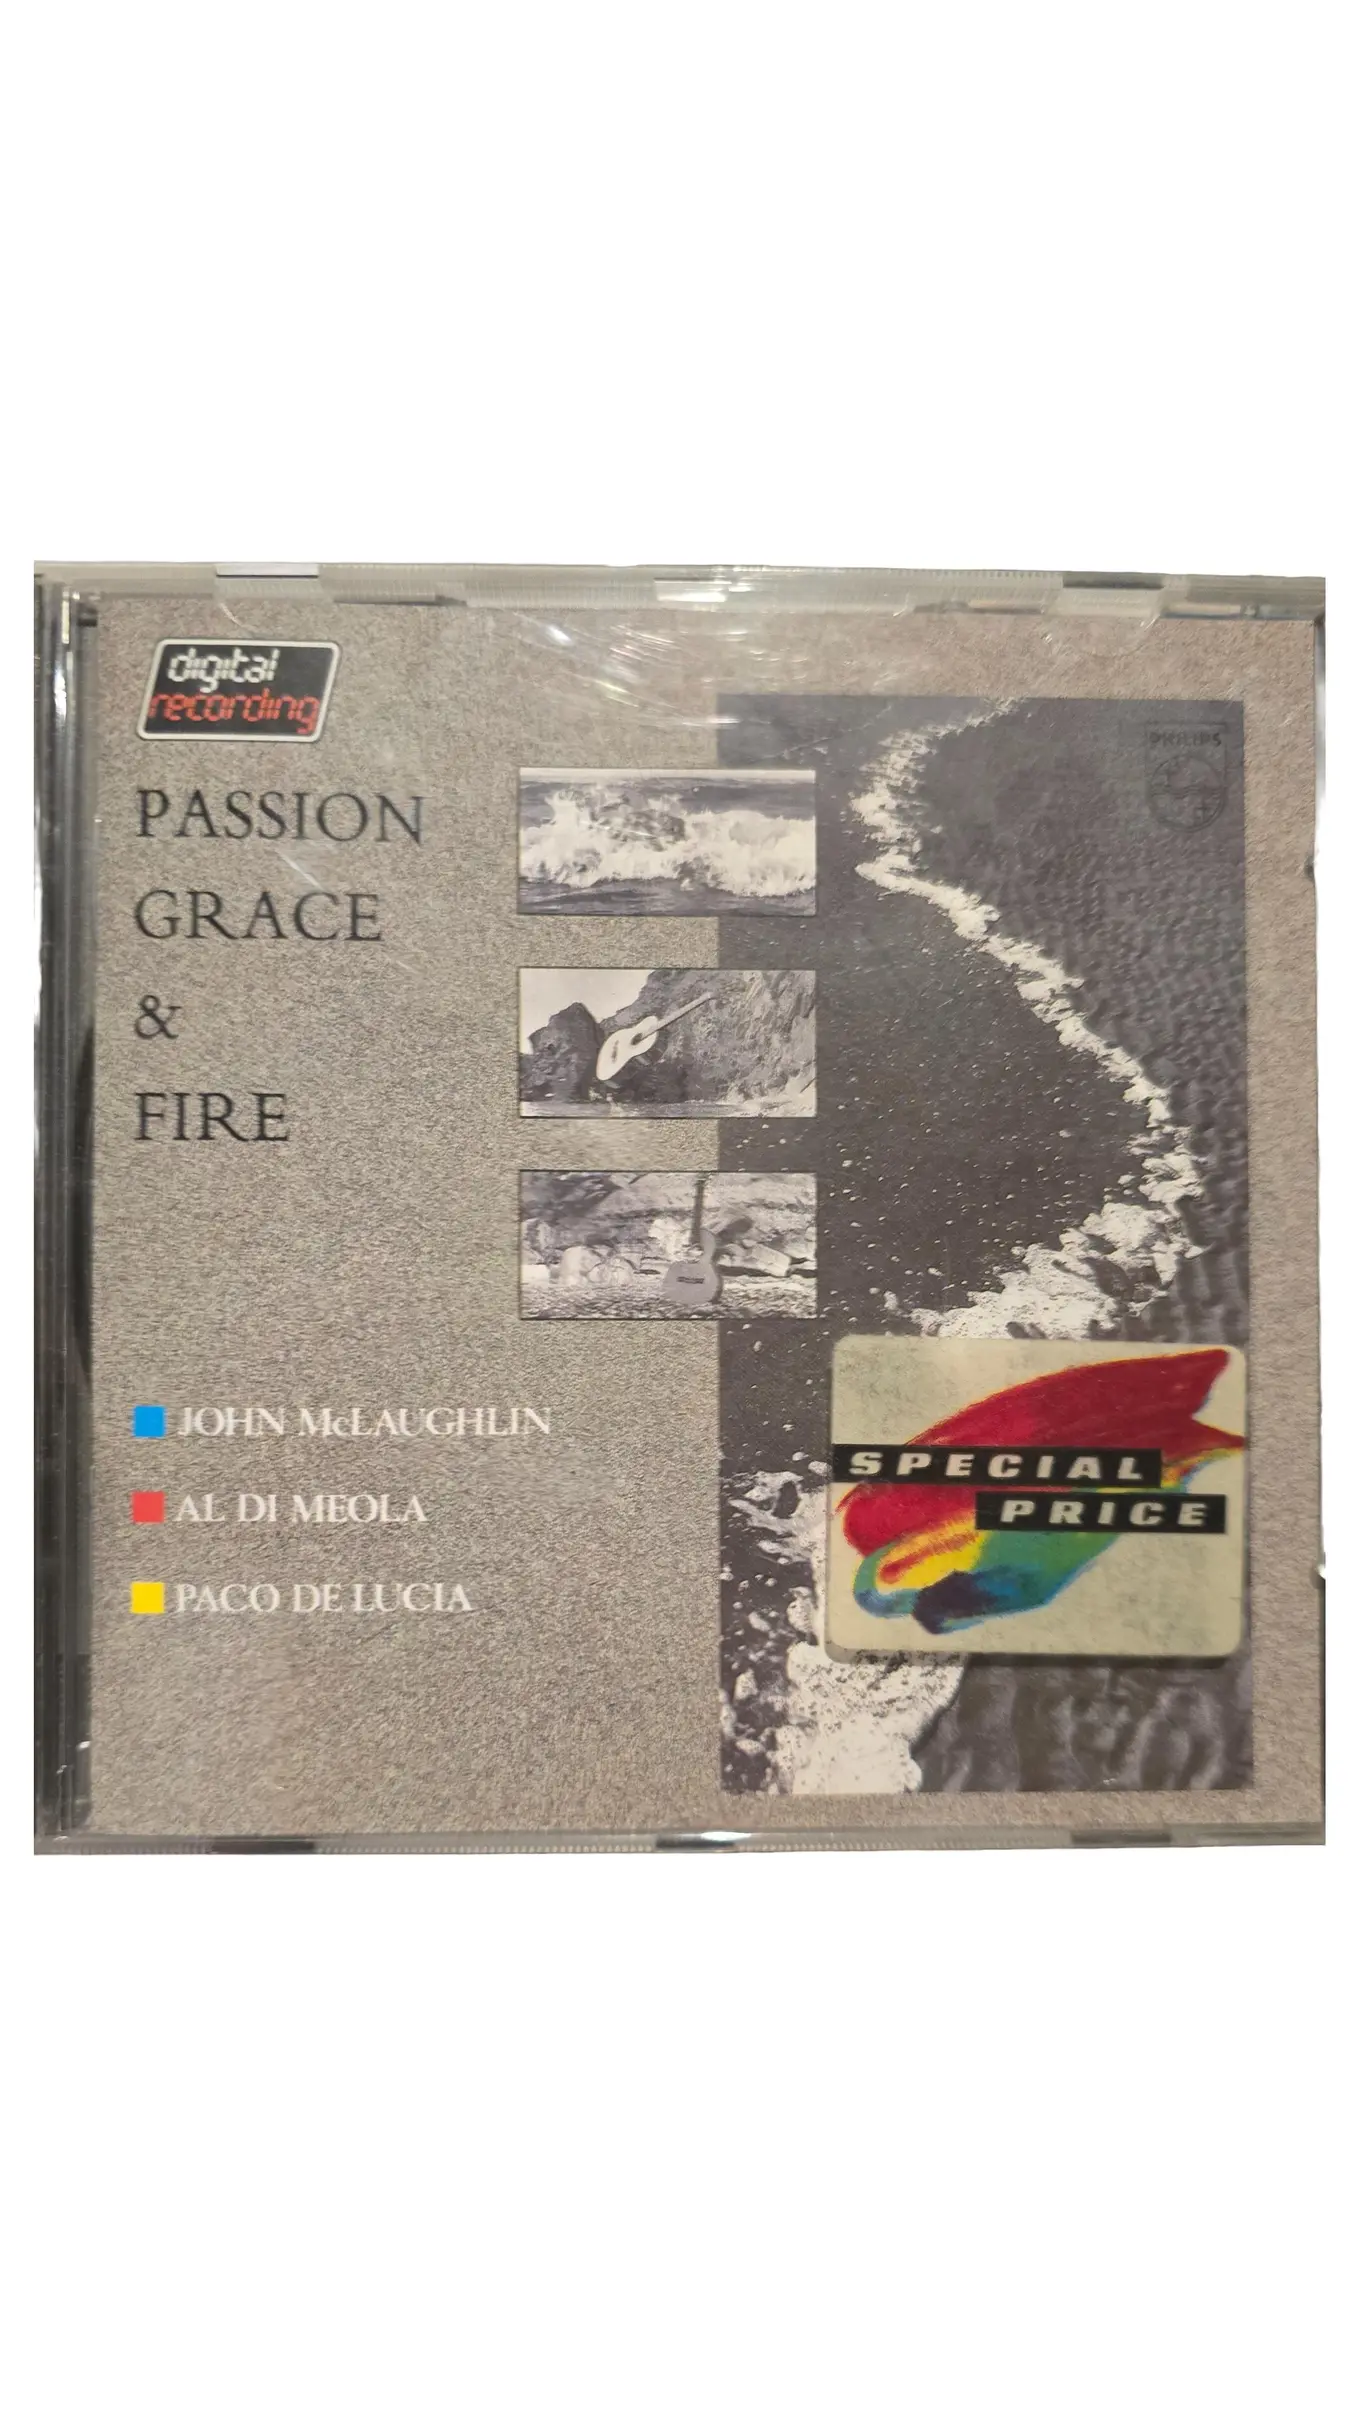 digital
recording
PASSION
GRACE
&
FIRE
PHILIPS
JOHN McLAUGHLIN
AL DI MEOLA
PACO DE LUCIA
SPECIAL
PRICE